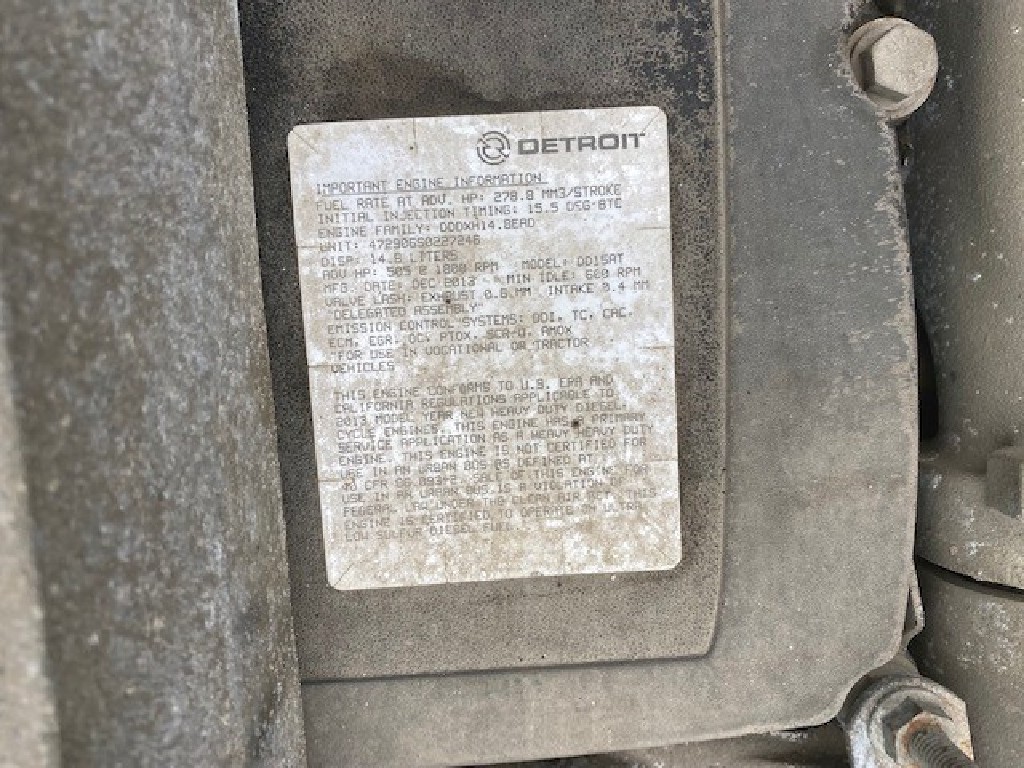 DETROIT
IMPORTANT ENGINE INFORMATION
FUEL RATE AT ADV. HP: 278.8 MM3/STROKE
INITIAL INJECTION TIMING: 15.5 DEG-BTC
ENGINE FAMILY: DDDXH14.8EAD
UNIT: 472906S0227246
DISP: 14.8 LITERS
ADV HP: 505 @ 1800 RPM MODEL: DD15AT
MFG. DATE: DEC 2013 MIN IDLE: 600 RPM
VALVE LASH: EXHAUST 0.6 MM INTAKE 0.4 MM
"DELEGATED ASSEMBLY"
EMISSION CONTROL SYSTEMS: DDI, TC, CAC,
ECM, EGR, OC, PTOX, SCR-U, AMOX
"FOR USE IN VOCATIONAL OR TRACTOR
VEHICLES
THIS ENGINE CONFORMS TO U.S. EPA AND
CALIFORNIA REGULATIONS APPLICABLE TO
2013 MODEL YEAR NEW HEAVY DUTY DIESEL
CYCLE ENGINES. THIS ENGINE HAS A PRIMARY
SERVICE APPLICATION AS A HEAVY HEAVY DUTY
ENGINE. THIS ENGINE IS NOT CERTIFIED FOR
USE IN AN URBAN BUS AS DEFINED AT
40 CFR 86.093-2. SALE OF THIS ENGINE FOR
USE IN AN URBAN BUS IS A VIOLATION OF
FEDERAL LAW UNDER THE CLEAN AIR ACT. THIS
ENGINE IS CERTIFIED TO OPERATE ON ULTRA
LOW SULFUR DIESEL FUEL